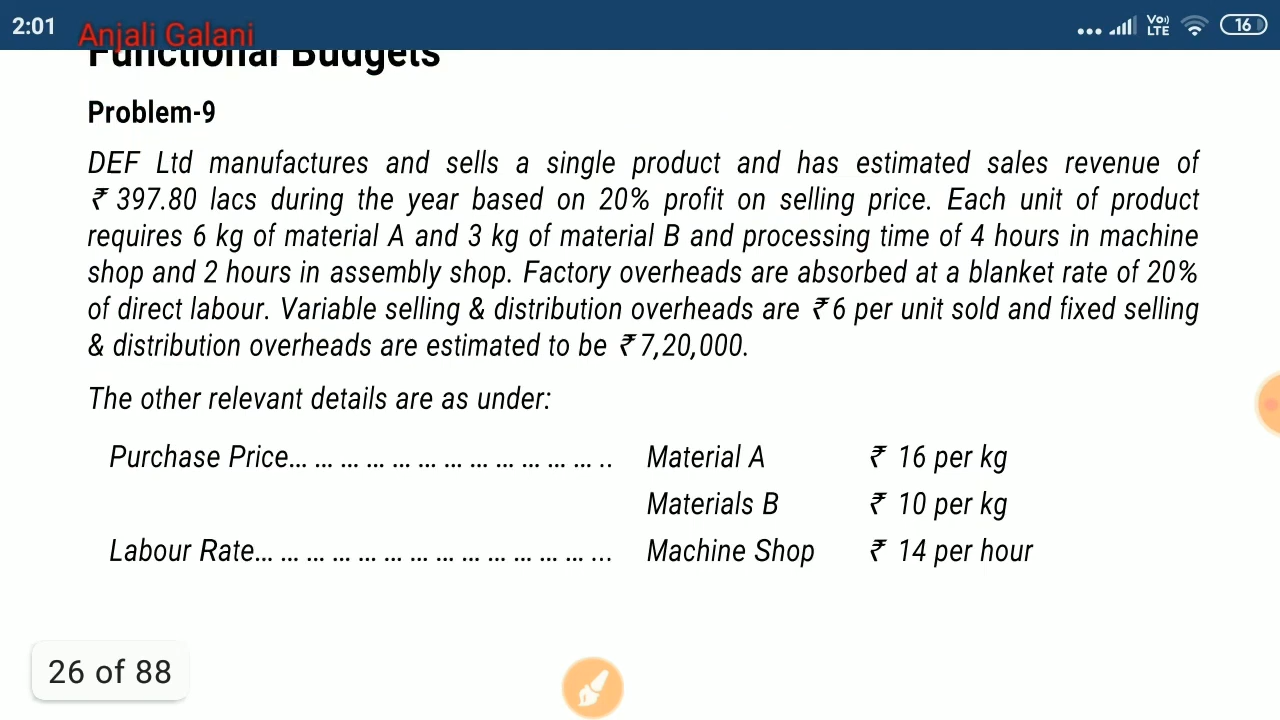 2:01 Anjali Galani Vo) LTE 16
Functional Budgets
Problem-9
DEF Ltd manufactures and sells a single product and has estimated sales revenue of
₹ 397.80 lacs during the year based on 20% profit on selling price. Each unit of product
requires 6 kg of material A and 3 kg of material B and processing time of 4 hours in machine
shop and 2 hours in assembly shop. Factory overheads are absorbed at a blanket rate of 20%
of direct labour. Variable selling & distribution overheads are ₹ 6 per unit sold and fixed selling
& distribution overheads are estimated to be ₹ 7,20,000.
The other relevant details are as under:
Purchase Price... ... ... ... ... ... ... ... ... ... ... .. Material A ₹ 16 per kg
Materials B ₹ 10 per kg
Labour Rate... ... ... ... ... ... ... ... ... ... ... ... ... ... Machine Shop ₹ 14 per hour
26 of 88